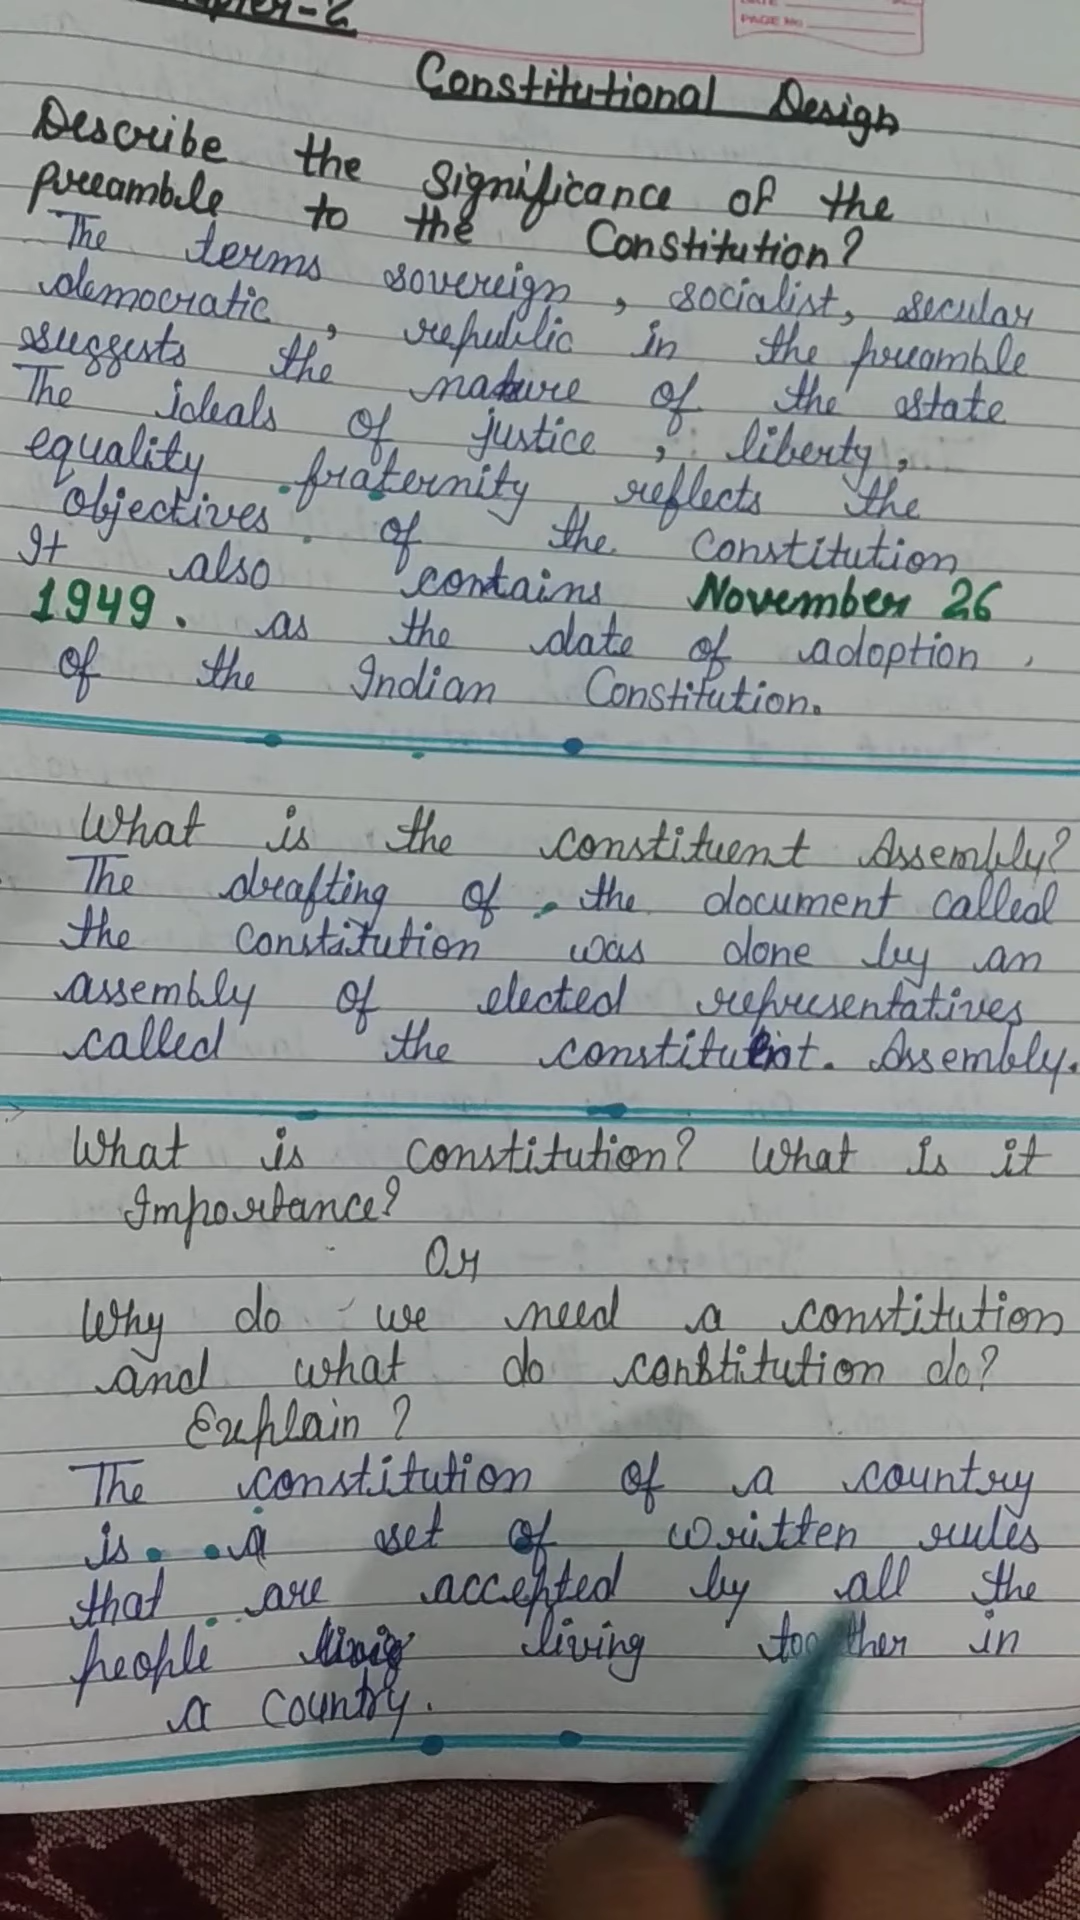 Chapter-2
PAGE No.
Constitutional Design
Describe the Significance of the
preeamble to the Constitution?
The terms sovereign, socialist, secular
democratic, republic in the preamble
suggests the nature of the state
The ideals of justice, liberty,
equality fraternity reflects the
objectives of the Constitution
It also contains November 26
1949. as the date of adoption
of the Indian Constitution.
What is the constituent Assembly?
The drafting of the document called
the constitution was done by an
assembly of elected representatives
called the constituent. Assembly.
What is constitution? What Is it
Importance?
Or
Why do we need a constitution
and what do constitution do?
Explain?
The constitution of a country
is a set of written rules
that are accepted by all the
people living together in
a country.